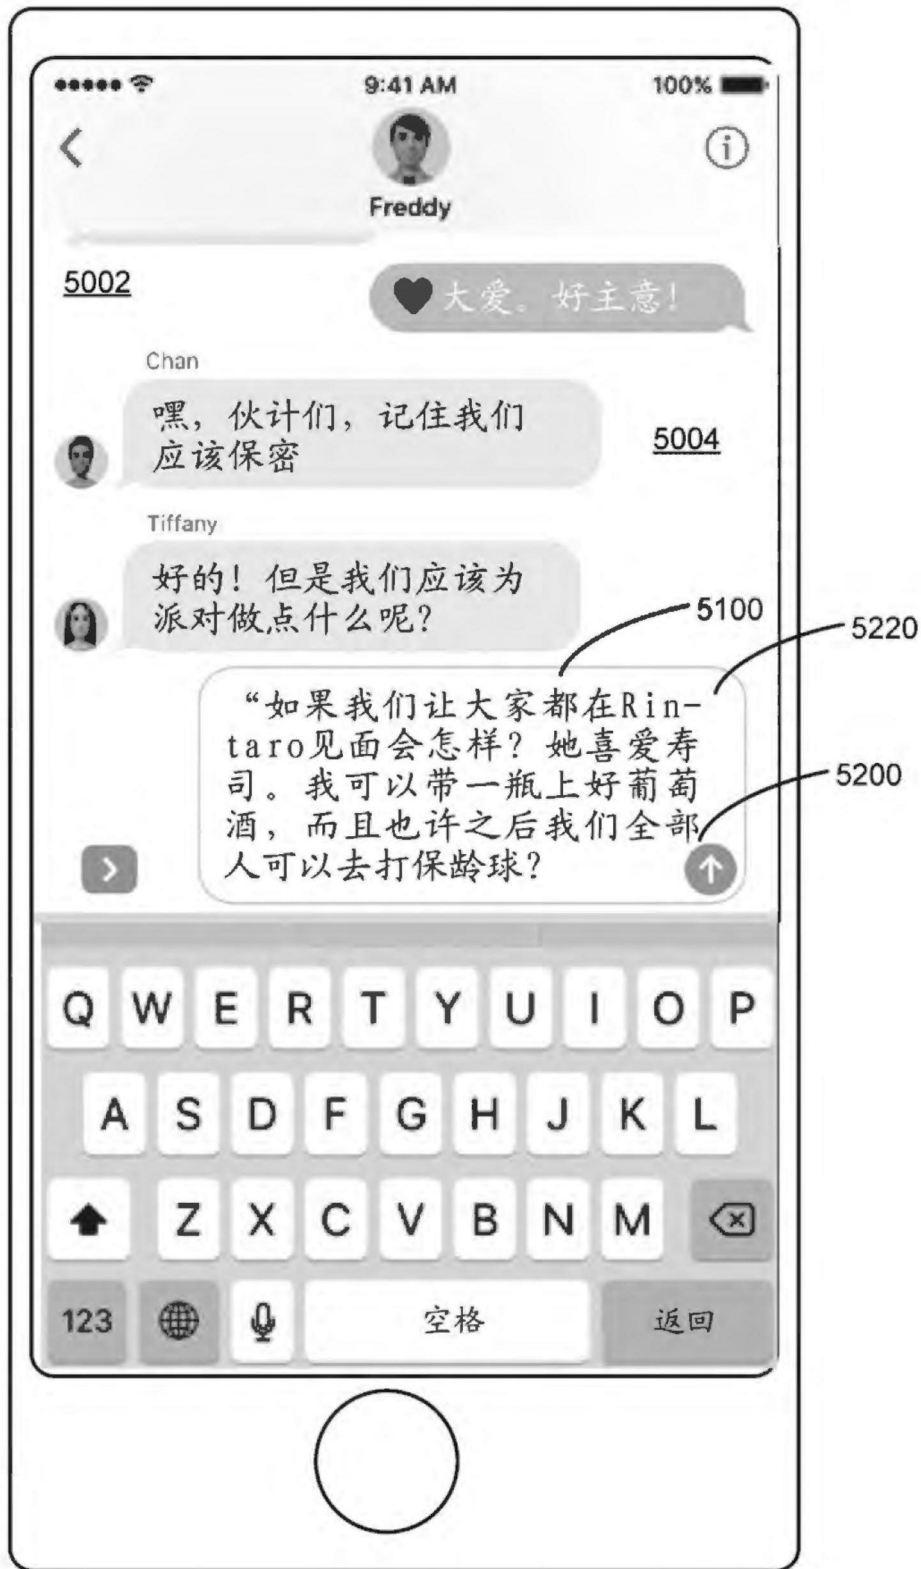 9:41 AM
100%
Freddy
5002
大爱。好主意!
Chan
嘿，伙计们，记住我们
应该保密
5004
Tiffany
好的! 但是我们应该为
派对做点什么呢?
5100
5220
“如果我们让大家都在Rin-
taro见面会怎样? 她喜爱寿
司。我可以带一瓶上好葡萄
酒，而且也许之后我们全部
人可以去打保龄球?
5200
Q W E R T Y U I O P
A S D F G H J K L
Z X C V B N M
123 空格 返回